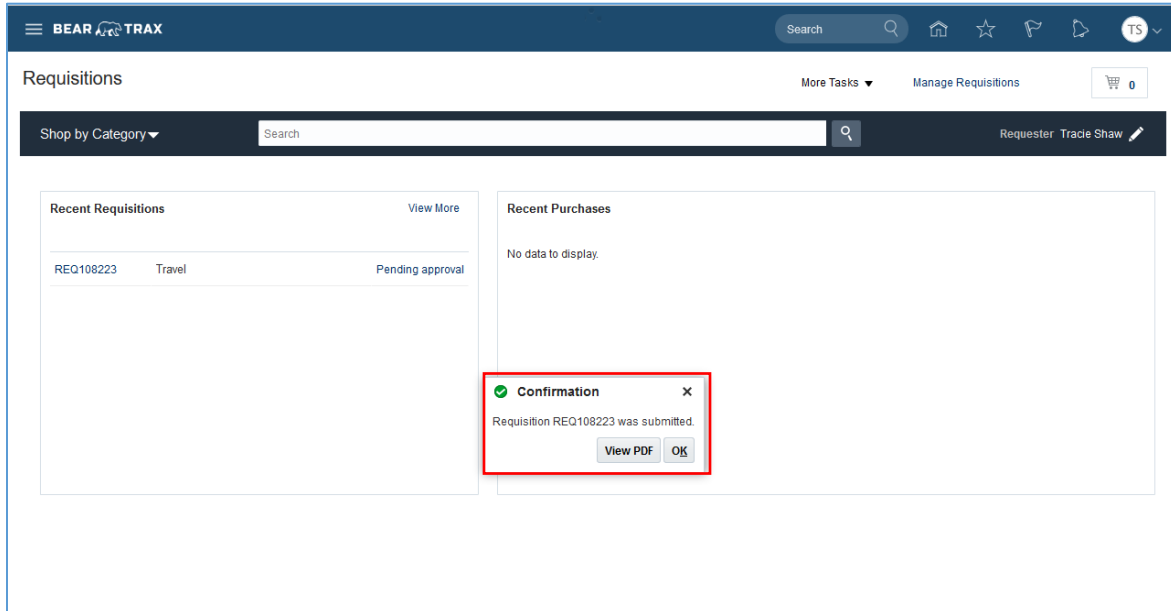 BEAR TRAX
Search
TS
Requisitions
More Tasks
Manage Requisitions
0
Shop by Category
Search
Requester Tracie Shaw
Recent Requisitions
View More
REQ108223 Travel Pending approval
Recent Purchases
No data to display.
Confirmation
Requisition REQ108223 was submitted.
View PDF
OK